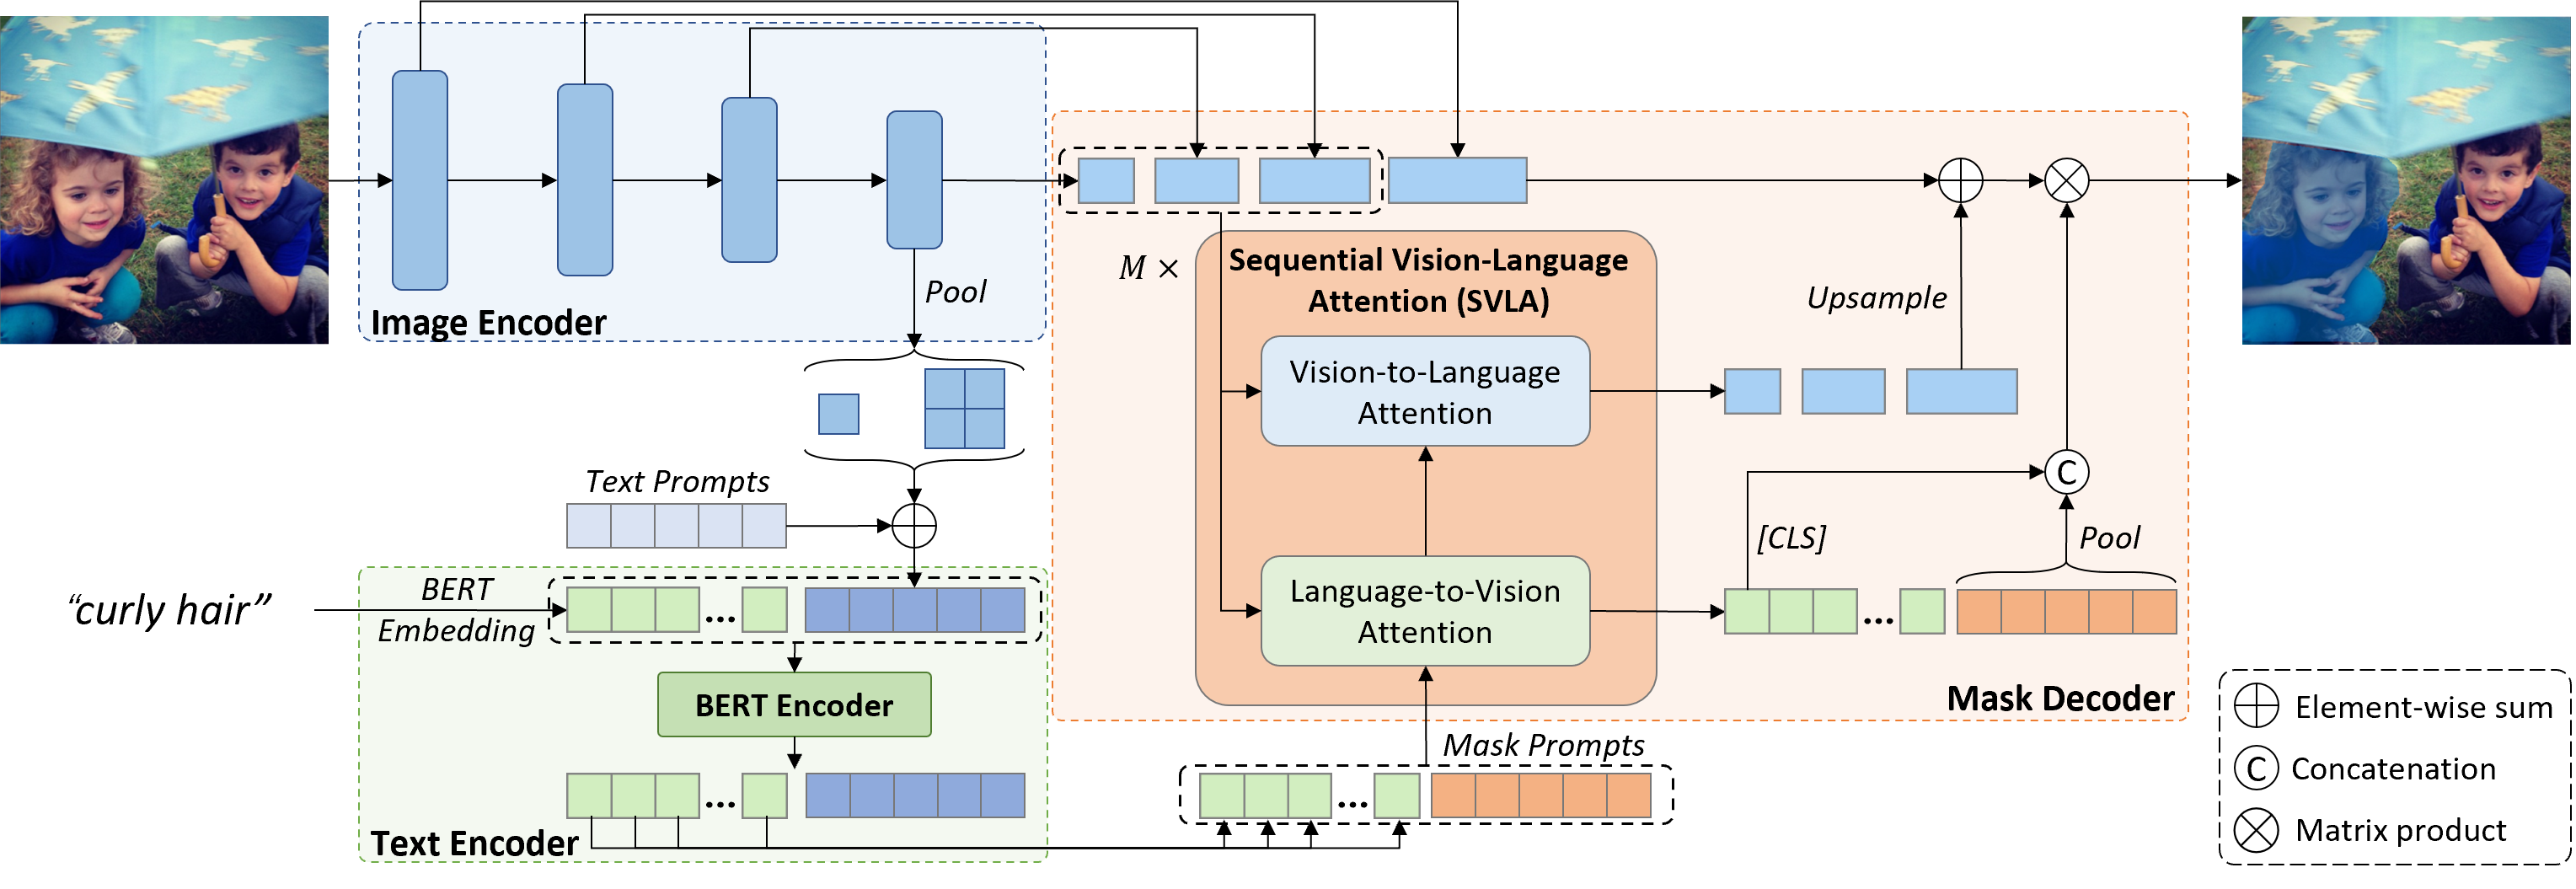 Image Encoder
Pool
Text Prompts
“curly hair”
BERT
Embedding
...
BERT Encoder
...
Text Encoder
M ×
Sequential Vision-Language
Attention (SVLA)
Vision-to-Language
Attention
Language-to-Vision
Attention
Mask Prompts
...
Upsample
C
[CLS]
Pool
...
Mask Decoder
Element-wise sum
C Concatenation
Matrix product